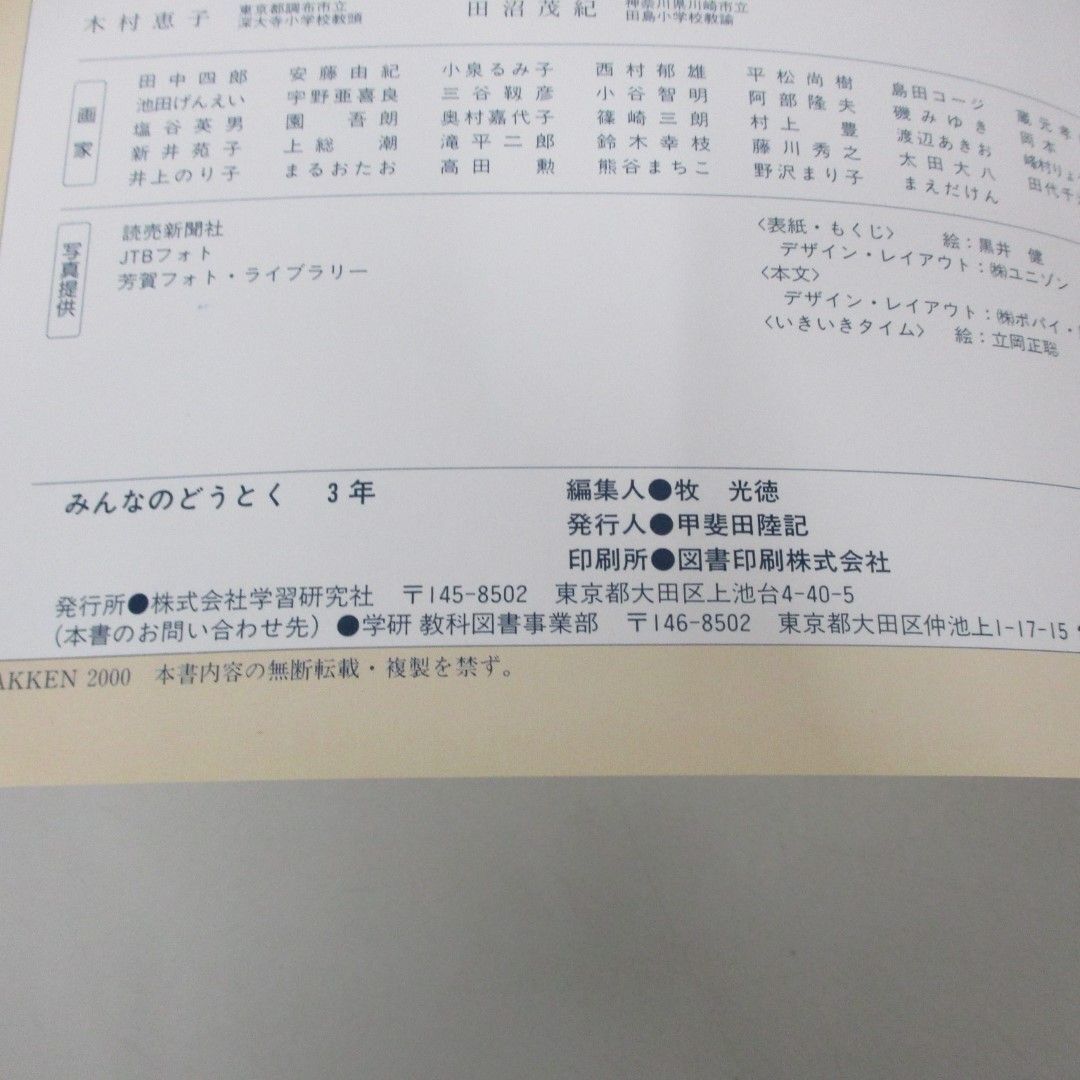 木村恵子 東京都調布市立 田沼茂紀 神奈川県川崎市立
深大寺小学校教頭 田島小学校教諭
画家
田中四郎 安藤由紀 小泉るみ子 西村郁雄 平松尚樹 島田コージ 藤元孝
池田げんえい 宇野亜喜良 三谷靱彦 小谷智明 阿部隆夫 磯みゆき 岡本
塩谷英男 園 吾朗 奥村嘉代子 篠崎三朗 村上 豊 渡辺あきお 峰村りょう
新井苑子 上総 潮 滝平二郎 鈴木幸枝 藤川秀之 太田大八 田代千
井上のり子 まるおたお 高田 勲 熊谷まちこ 野沢まり子 まえだけん
写真提供
読売新聞社
JTBフォト
芳賀フォト・ライブラリー
〈表紙・もくじ〉 絵:黒井 健
デザイン・レイアウト:㈱ユニゾン
〈本文〉
デザイン・レイアウト:㈱ポパイ・
〈いきいきタイム〉 絵:立岡正聡
みんなのどうとく 3年
編集人●牧 光徳
発行人●甲斐田陸記
印刷所●図書印刷株式会社
発行所●株式会社学習研究社 〒145-8502 東京都大田区上池台4-40-5
(本書のお問い合わせ先)●学研 教科図書事業部 〒146-8502 東京都大田区仲池上1-17-15
AKKEN 2000 本書内容の無断転載・複製を禁ず。